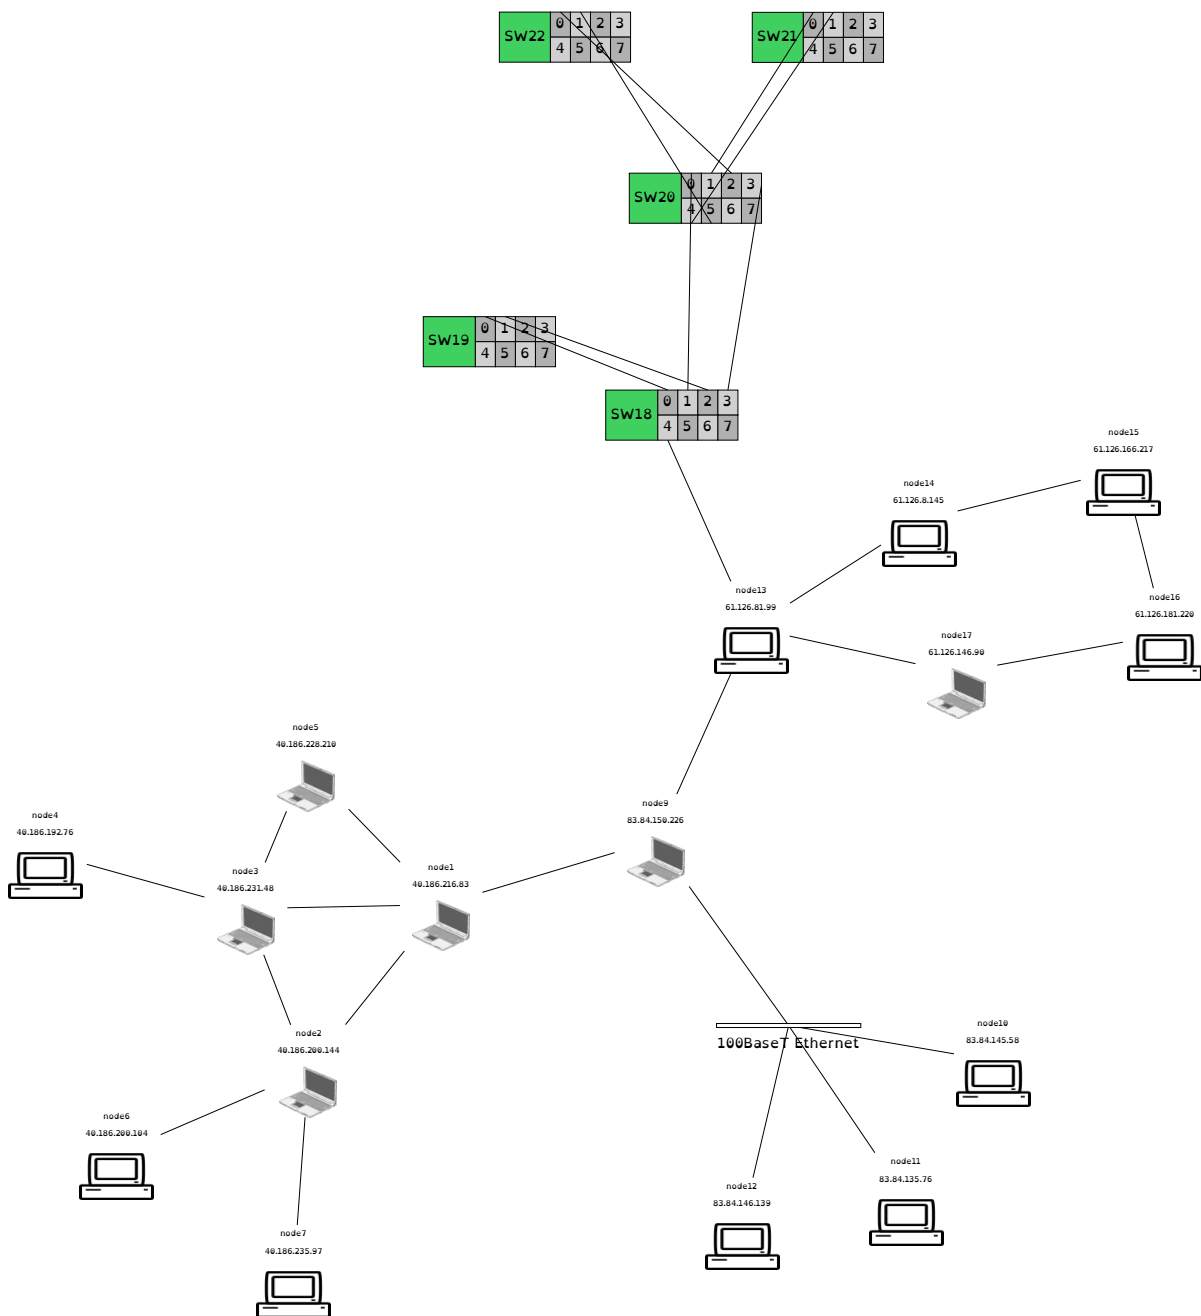 SW22 0 1 2 3
4 5 6 7
SW21 0 1 2 3
4 5 6 7
SW20 0 1 2 3
4 5 6 7
SW19 0 1 2 3
4 5 6 7
SW18 0 1 2 3
4 5 6 7
node15
61.126.166.217
node14
61.126.8.145
node13
61.126.81.99
node16
61.126.181.220
node17
61.126.146.90
node5
40.186.228.210
node9
83.84.150.226
node4
40.186.192.76
node3
40.186.231.48
node1
40.186.216.83
node2
40.186.200.144
100BaseT Ethernet
node10
83.84.145.58
node6
40.186.200.104
node11
83.84.135.76
node12
83.84.146.139
node7
40.186.235.97